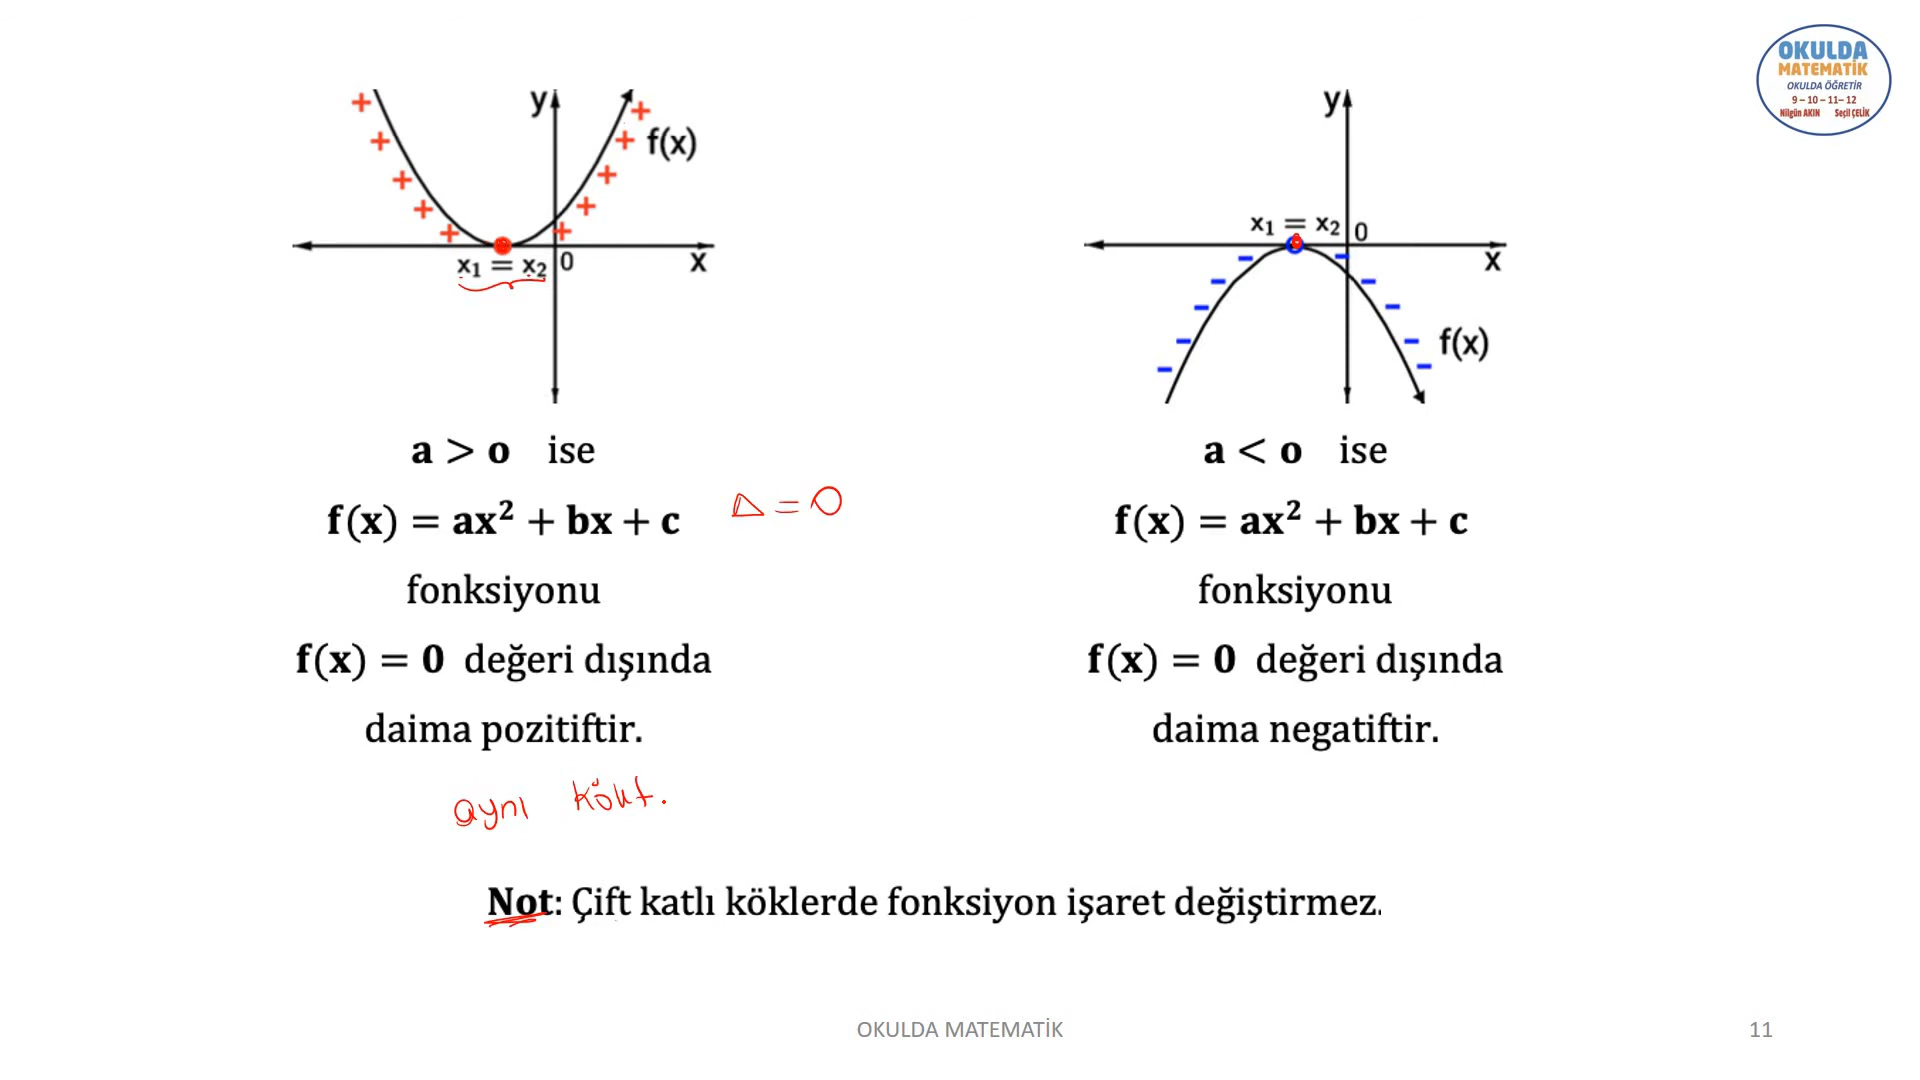 OKULDA
MATEMATİK
OKULDA ÖĞRETİR
9 – 10 – 11– 12
Nilgün AKIN Seçil ÇELİK
y
f(x)
x₁ = x₂ 0
x
y
x₁ = x₂ 0
x
f(x)
a > o ise
f(x) = ax² + bx + c Δ = 0
fonksiyonu
f(x) = 0 değeri dışında
daima pozitiftir.
aynı
a < o ise
f(x) = ax² + bx + c
fonksiyonu
f(x) = 0 değeri dışında
daima negatiftir.
Not: Çift katlı köklerde fonksiyon işaret değiştirmez.
OKULDA MATEMATİK
11